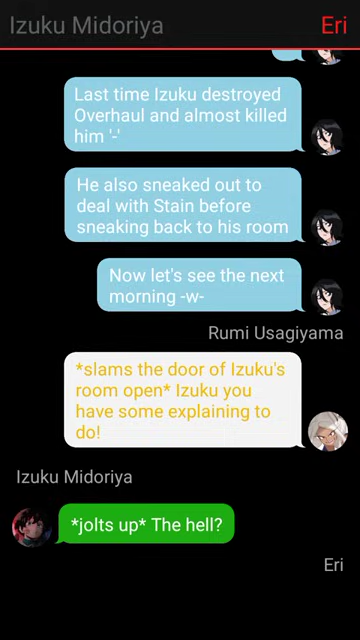 Izuku Midoriya Eri
Last time Izuku destroyed
Overhaul and almost killed
him '-'
He also sneaked out to
deal with Stain before
sneaking back to his room
Now let's see the next
morning -w-
Rumi Usagiyama
*slams the door of Izuku's
room open* Izuku you
have some explaining to
do!
Izuku Midoriya
*jolts up* The hell?
Eri